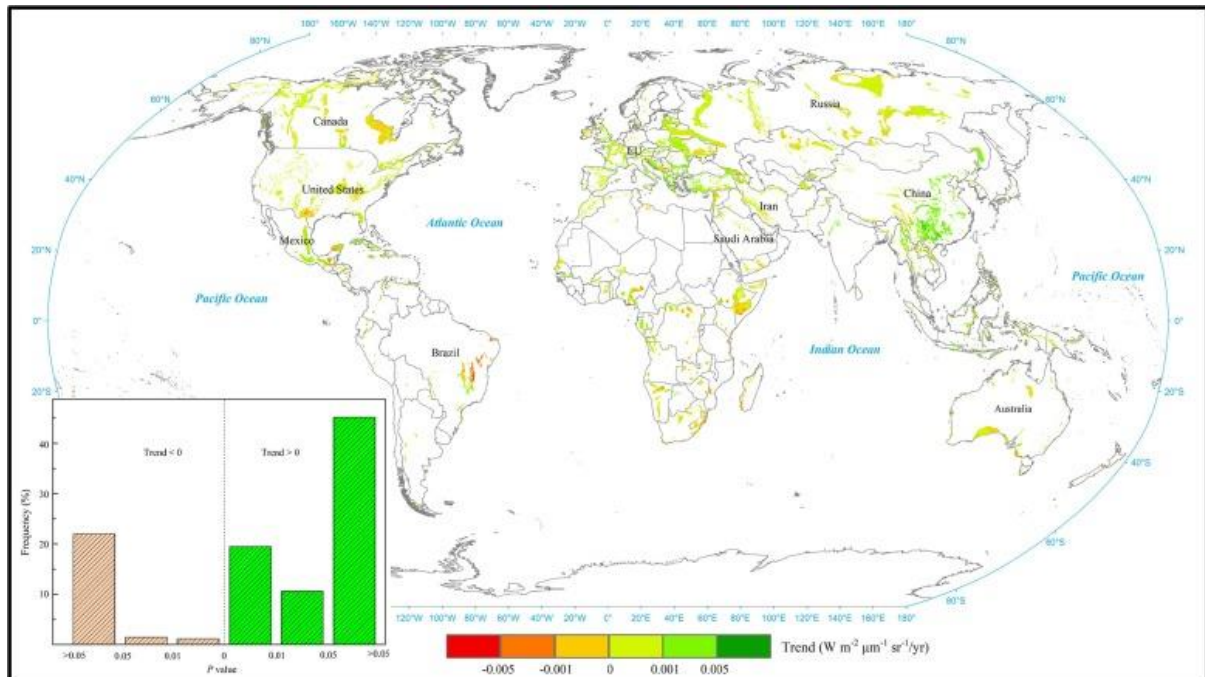 180° 160°W 140°W 120°W 100°W 80°W 60°W 40°W 20°W 0° 20°E 40°E 60°E 80°E 100°E 120°E 140°E 160°E 180°
80°N 80°N
60°N 60°N
Russia
Canada
EU
40°N 40°N
United States
China
Iran
Atlantic Ocean
Mexico
Saudi Arabia
20°N 20°N
Pacific Ocean
Pacific Ocean
0° 0°
Brazil
Indian Ocean
20°S 20°S
Australia
40°S
60°S
80°S
120°W 100°W 80°W 60°W 40°W 20°W 0° 20°E 40°E 60°E 80°E 100°E 120°E 140°E 160°E 180°
Frequency (%)
40
30
20
10
Trend < 0
Trend > 0
>0.05 0.05 0.01 0 0.01 0.05 >0.05
P value
Trend (W m⁻² μm⁻¹ sr⁻¹/yr)
-0.005 -0.001 0 0.001 0.005